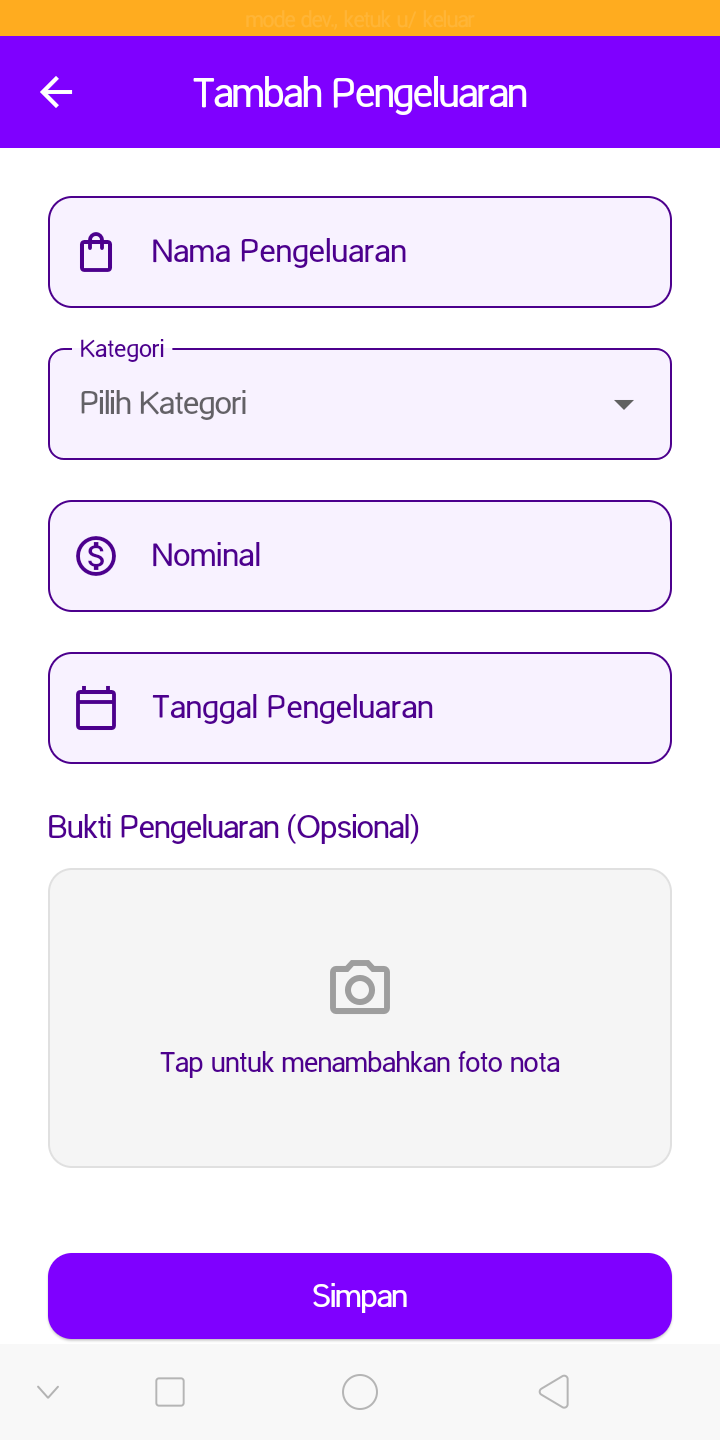 mode dev, ketuk u/ keluar
Tambah Pengeluaran
Nama Pengeluaran
Kategori
Pilih Kategori
Nominal
Tanggal Pengeluaran
Bukti Pengeluaran (Opsional)
Tap untuk menambahkan foto nota
Simpan